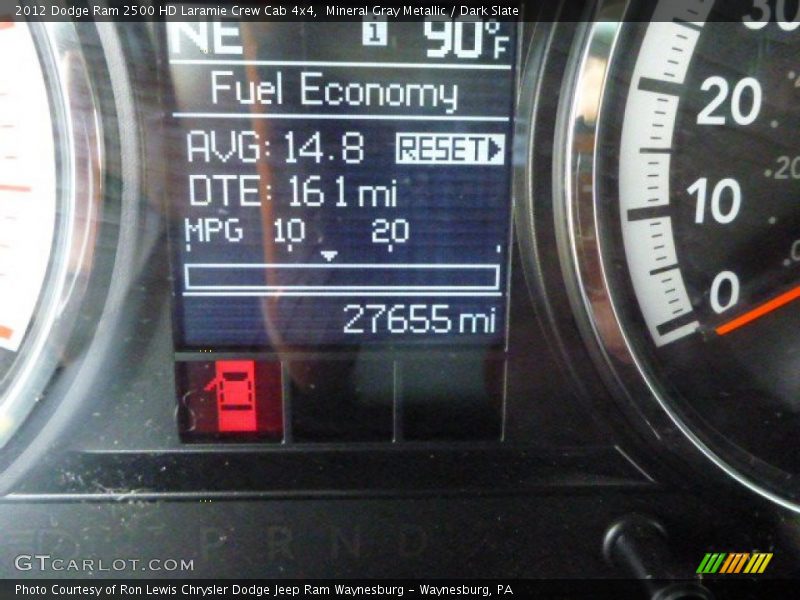 2012 Dodge Ram 2500 HD Laramie Crew Cab 4x4,  Mineral Gray Metallic / Dark Slate
NE 1 90°F
Fuel Economy
AVG: 14.8 RESET
DTE: 161 mi
MPG 10 20
27655 mi
30
20
10
0
20
0
P R N D
GTCARLOT.COM
Photo Courtesy of Ron Lewis Chrysler Dodge Jeep Ram Waynesburg - Waynesburg, PA